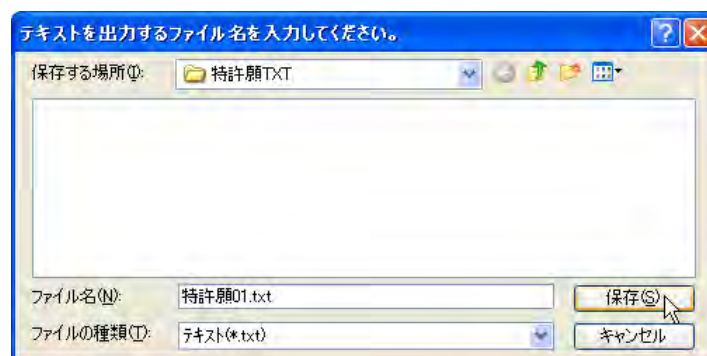 テキストを出力するファイル名を入力してください。
保存する場所(I):
特許願TXT
ファイル名(N):
特許願01.txt
保存(S)
ファイルの種類(T):
テキスト(*.txt)
キャンセル